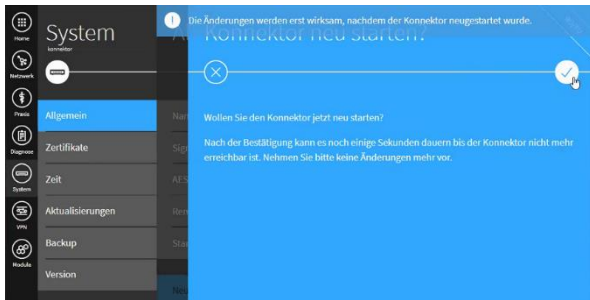 Die Änderungen werden erst wirksam, nachdem der Konnektor neugestartet wurde.
Home
System
konnektor
Konnektor neu starten?
Netzwerk
Praxis
Diagnose
System
VPN
Module
Allgemein
Zertifikate
Zeit
Aktualisierungen
Backup
Version
Wollen Sie den Konnektor jetzt neu starten?
Nach der Bestätigung kann es noch einige Sekunden dauern bis der Konnektor nicht mehr
erreichbar ist. Nehmen Sie bitte keine Änderungen mehr vor.